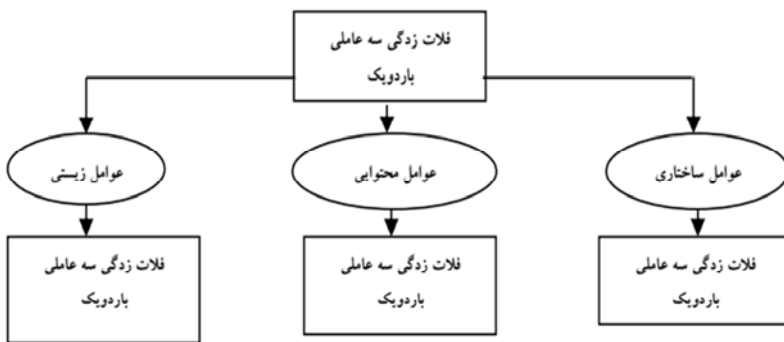 فلات زدگی سه عاملی
باردویک
عوامل ساختاری
عوامل محتوایی
عوامل زیستی
فلات زدگی سه عاملی
باردویک
فلات زدگی سه عاملی
باردویک
فلات زدگی سه عاملی
باردویک